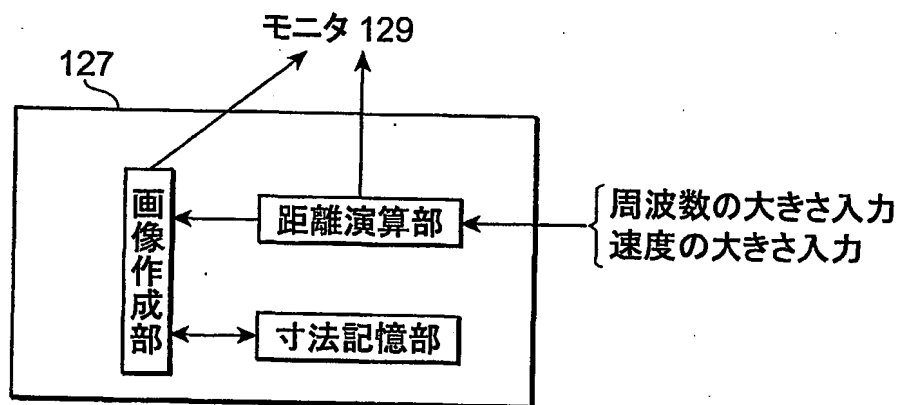 モニタ 129
127
画像作成部
距離演算部
周波数の大きさ入力
速度の大きさ入力
寸法記憶部